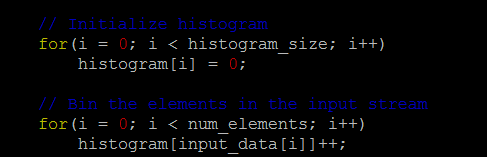 // Initialize histogram
for(i = 0; i < histogram_size; i++)
histogram[i] = 0;
// Bin the elements in the input stream
for(i = 0; i < num_elements; i++)
histogram[input_data[i]]++;